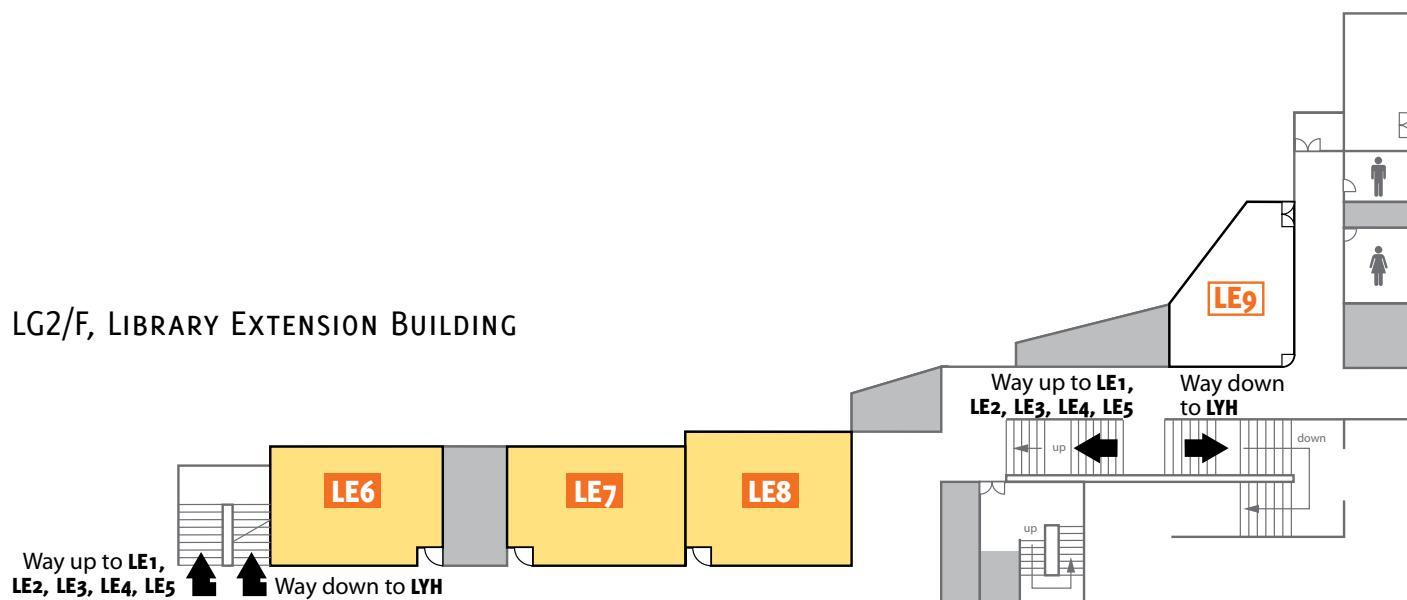 LE9
LG2/F, Library Extension Building
Way up to LE1,
LE2, LE3, LE4, LE5
Way down
to LYH
up
down
LE6
LE7
LE8
up
Way up to LE1,
LE2, LE3, LE4, LE5
Way down to LYH